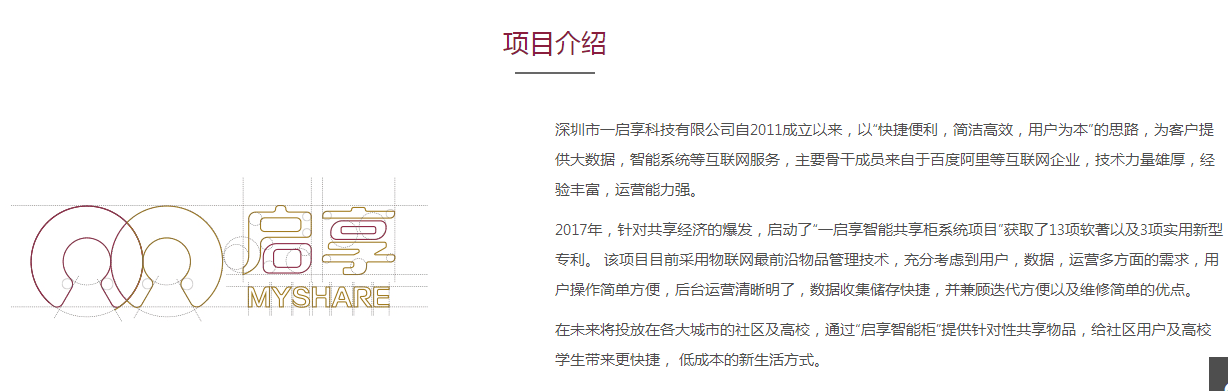 项目介绍
启享
MYSHARE
深圳市一启享科技有限公司自2011成立以来，以“快捷便利，简洁高效，用户为本”的思路，为客户提
供大数据，智能系统等互联网服务，主要骨干成员来自于百度阿里等互联网企业，技术力量雄厚，经
验丰富，运营能力强。
2017年，针对共享经济的爆发，启动了“一启享智能共享柜系统项目”获取了13项软著以及3项实用新型
专利。 该项目目前采用物联网最前沿物品管理技术，充分考虑到用户，数据，运营多方面的需求，用
户操作简单方便，后台运营清晰明了，数据收集储存快捷，并兼顾迭代方便以及维修简单的优点。
在未来将投放在各大城市的社区及高校，通过“启享智能柜”提供针对性共享物品，给社区用户及高校
学生带来更快捷， 低成本的新生活方式。